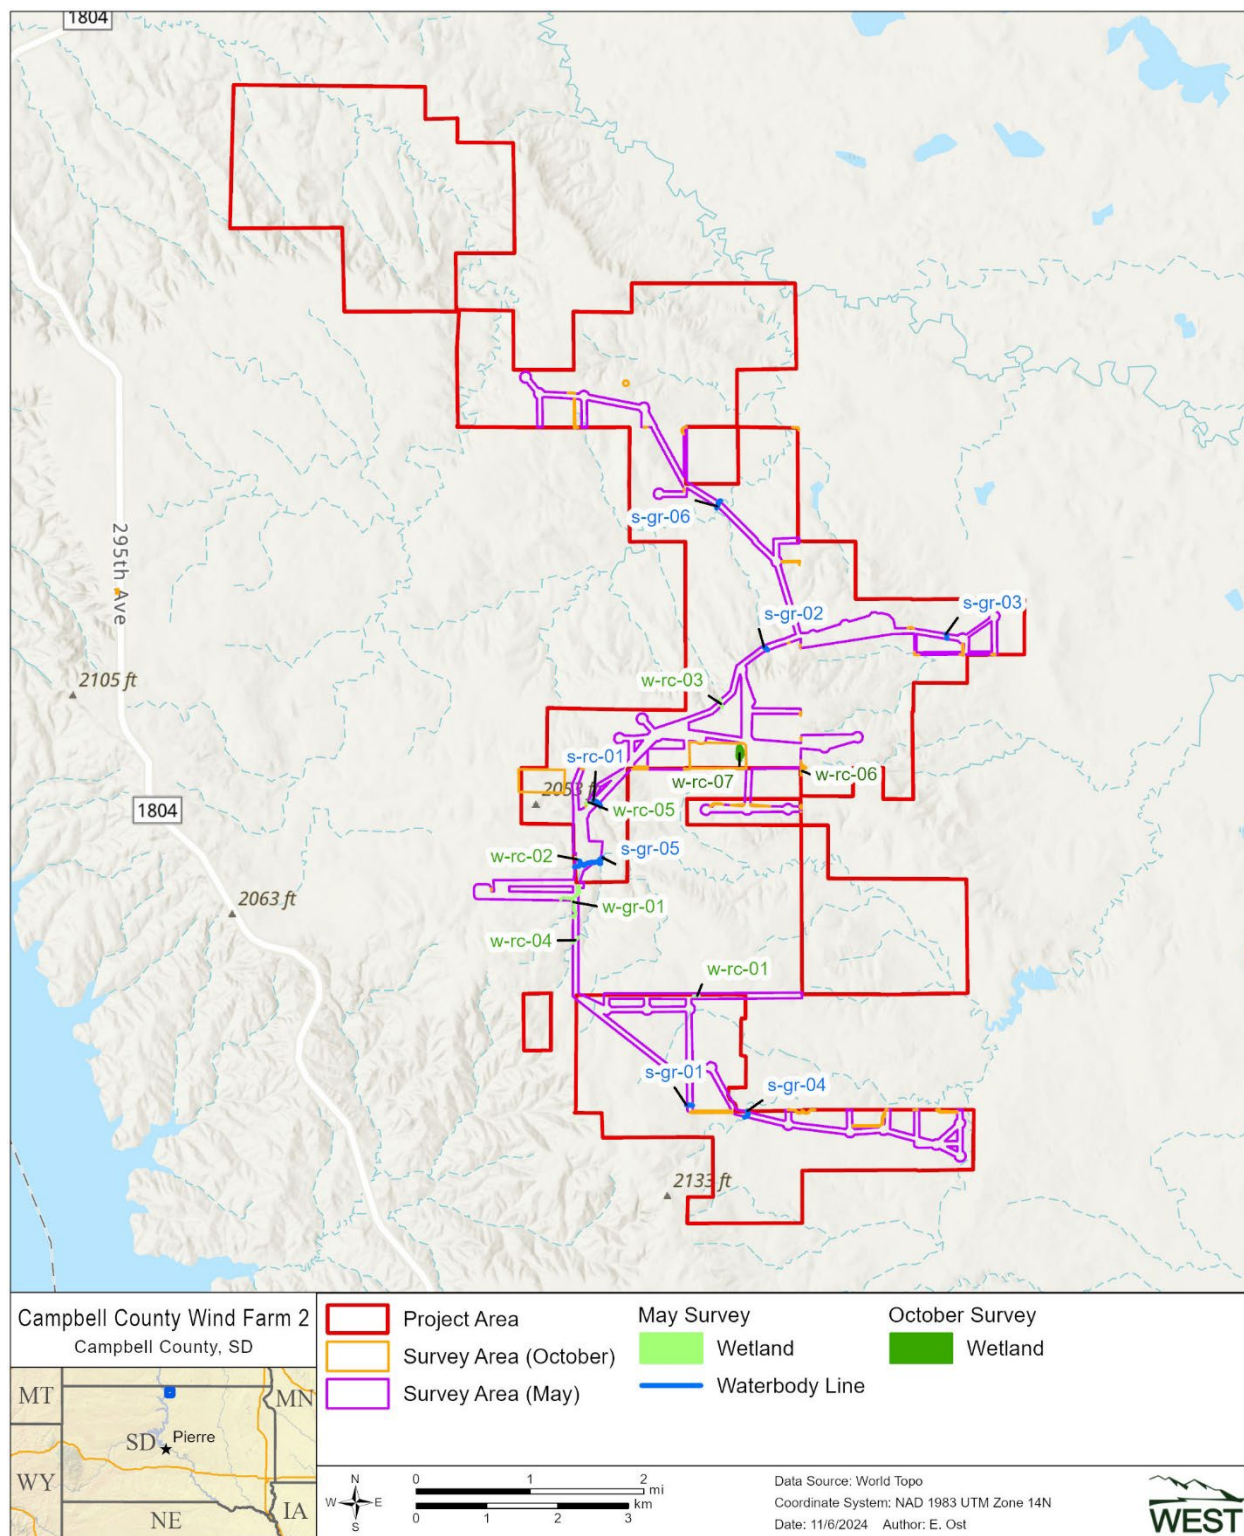 1804
s-gr-06
295th Ave
s-gr-02
s-gr-03
2105 ft
w-rc-03
s-rc-01
w-rc-07
w-rc-06
2053 ft
1804
w-rc-05
w-rc-02
s-gr-05
2063 ft
w-gr-01
w-rc-04
w-rc-01
s-gr-01
s-gr-04
2133 ft
Campbell County Wind Farm 2
Campbell County, SD
MT
MN
SD
Pierre
WY
NE
IA
Project Area
Survey Area (October)
Survey Area (May)
May Survey
Wetland
Waterbody Line
October Survey
Wetland
N
W E
S
0 1 2
mi
km
0 1 2 3
Data Source: World Topo
Coordinate System: NAD 1983 UTM Zone 14N
Date: 11/6/2024 Author: E. Ost
WEST